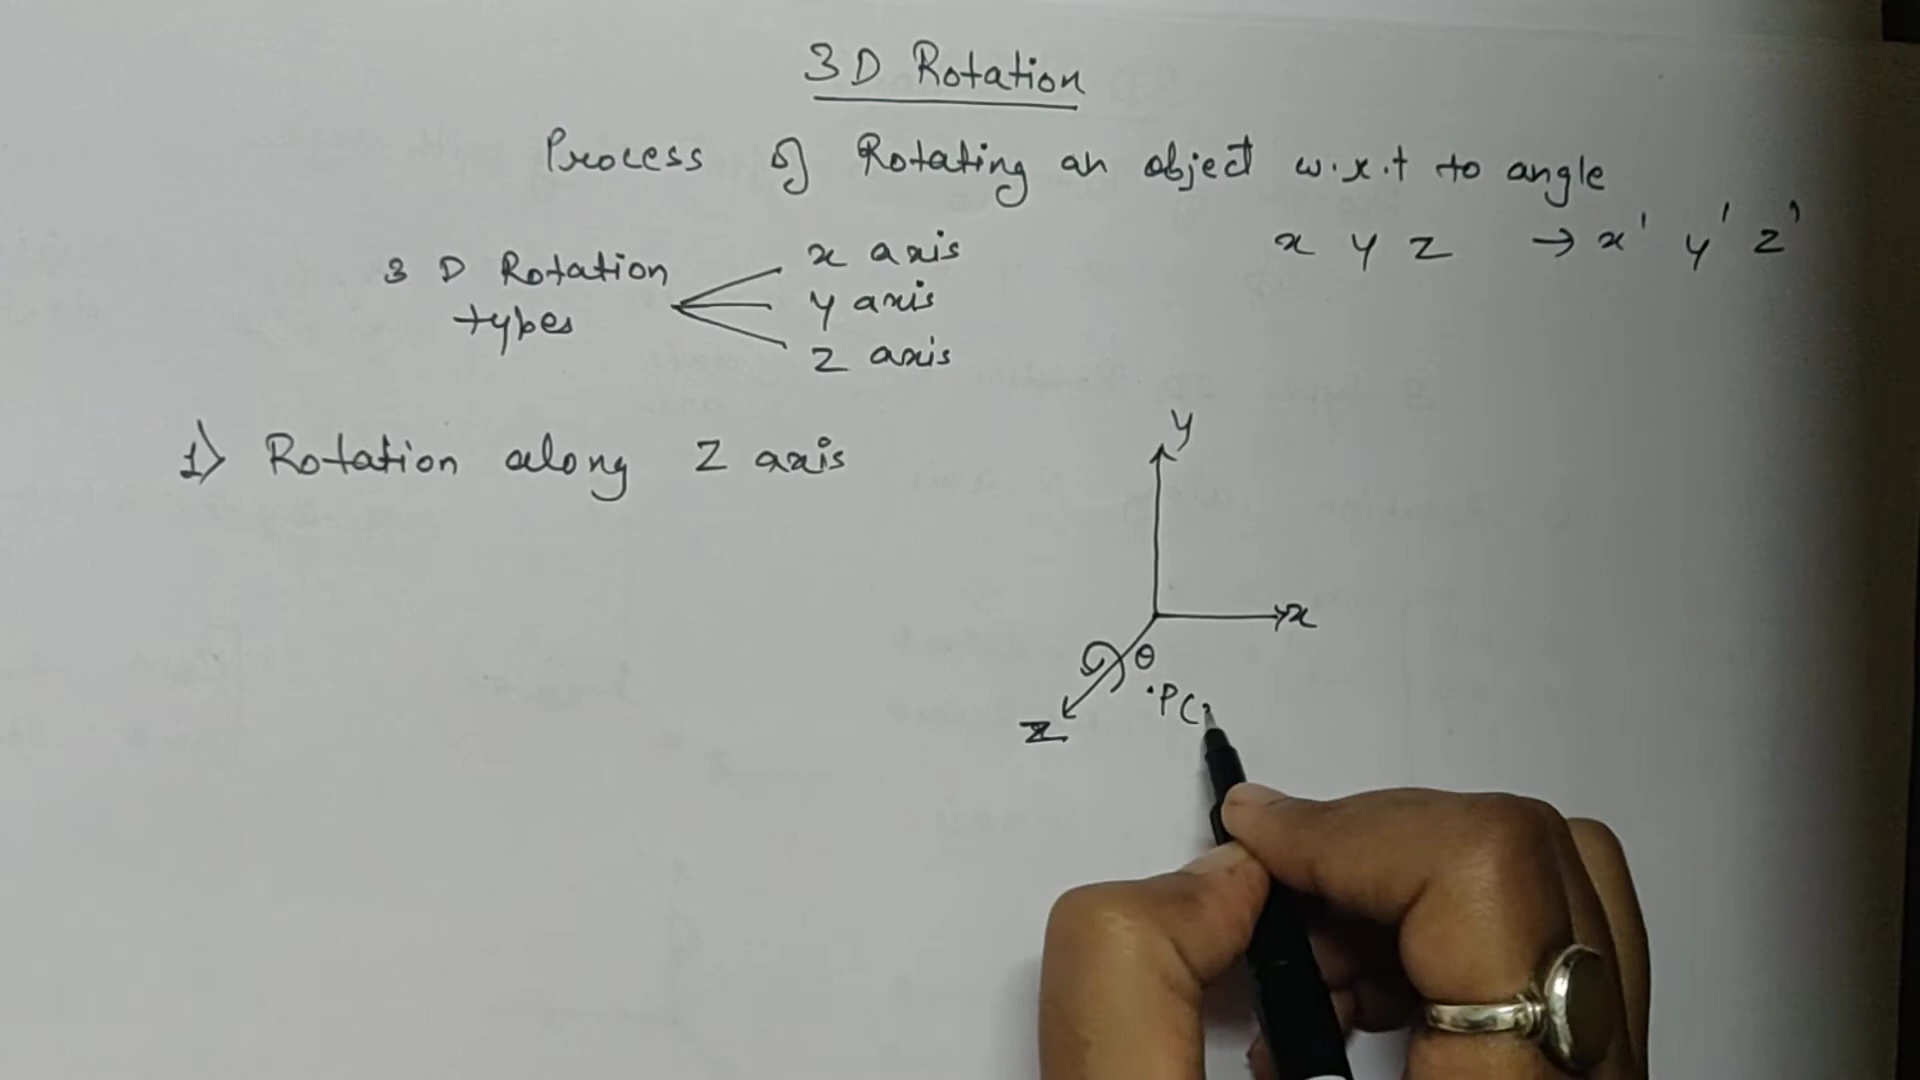 3D Rotation
Process of Rotating an object w.r.t to angle
x y z → x' y' z'
3 D Rotation types
x axis
y axis
z axis
1) Rotation along Z axis
y
x
θ
.P(
Z